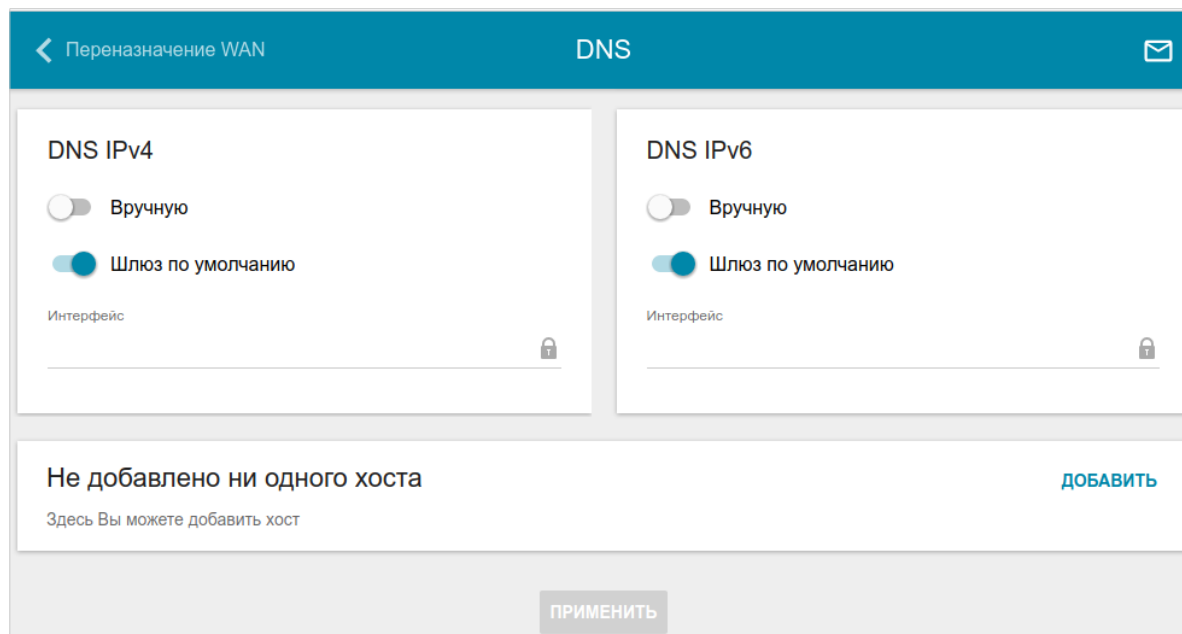 Переназначение WAN
DNS
DNS IPv4
Вручную
Шлюз по умолчанию
Интерфейс
DNS IPv6
Вручную
Шлюз по умолчанию
Интерфейс
Не добавлено ни одного хоста
ДОБАВИТЬ
Здесь Вы можете добавить хост
ПРИМЕНИТЬ